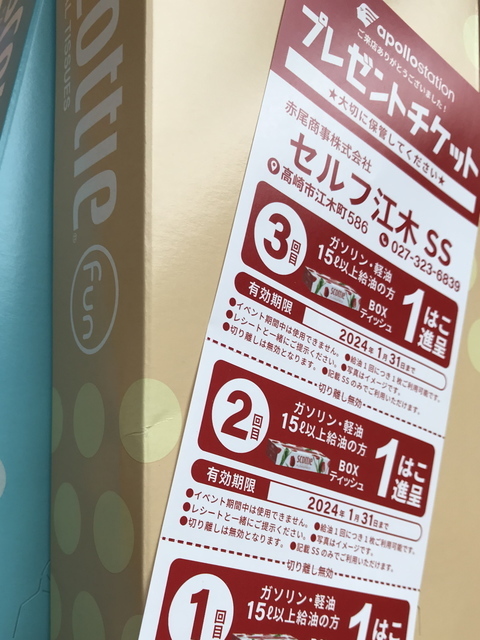 ottie
fun
apollostation
ご来店ありがとうございました!
プレゼントチケット
★大切に保管してください★
赤尾商事株式会社
セルフ江木 SS
高崎市江木町586 027-323-6839
3回目
ガソリン・軽油
15ℓ以上給油の方
scottie
BOX
ティッシュ
1はこ
進呈
有効期限 2024年1月31日まで
●イベント期間中は使用できません。 ●給油1回につき1枚ご利用可能です。
●レシートと一緒にご提示ください。 ●写真はイメージです。
●切り離しは無効となります。 ●記載SSのみでご利用いただけます。
切り離し無効
2回目
ガソリン・軽油
15ℓ以上給油の方
scottie
BOX
ティッシュ
1はこ
進呈
有効期限 2024年1月31日まで
●イベント期間中は使用できません。 ●給油1回につき1枚ご利用可能です。
●レシートと一緒にご提示ください。 ●写真はイメージです。
●切り離しは無効となります。 ●記載SSのみでご利用いただけます。
切り離し無効
1回目
ガソリン・軽油
15ℓ以上給油の方
BOX
1はこ